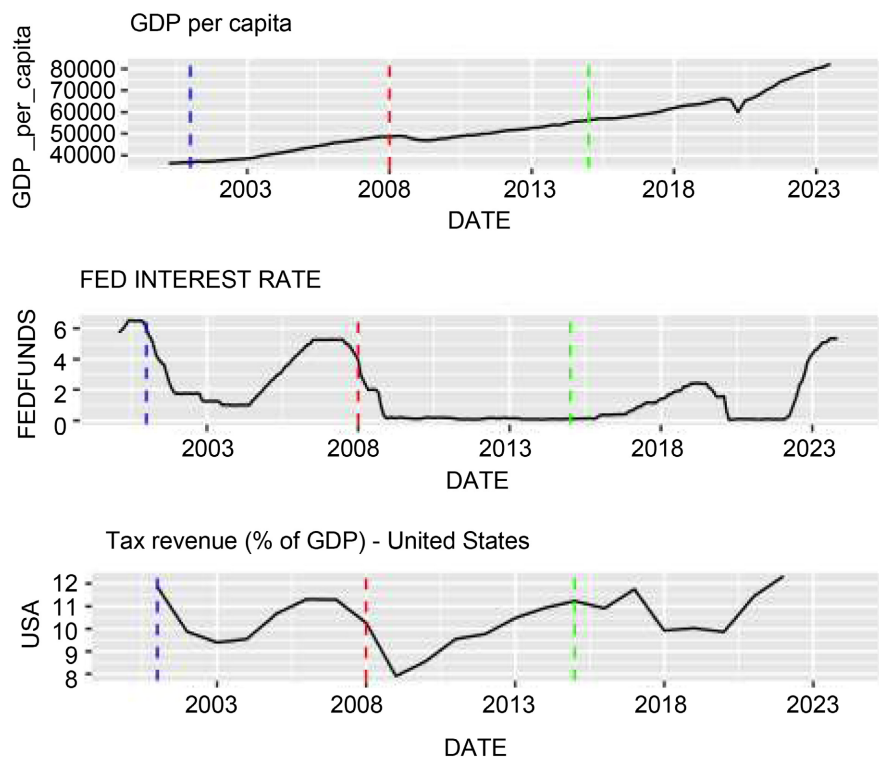 GDP per capita
GDP _per_capita
80000
70000
60000
50000
40000
2003 2008 2013 2018 2023
DATE
FED INTEREST RATE
FEDFUNDS
6
4
2
0
2003 2008 2013 2018 2023
DATE
Tax revenue (% of GDP) - United States
USA
12
11
10
9
8
2003 2008 2013 2018 2023
DATE